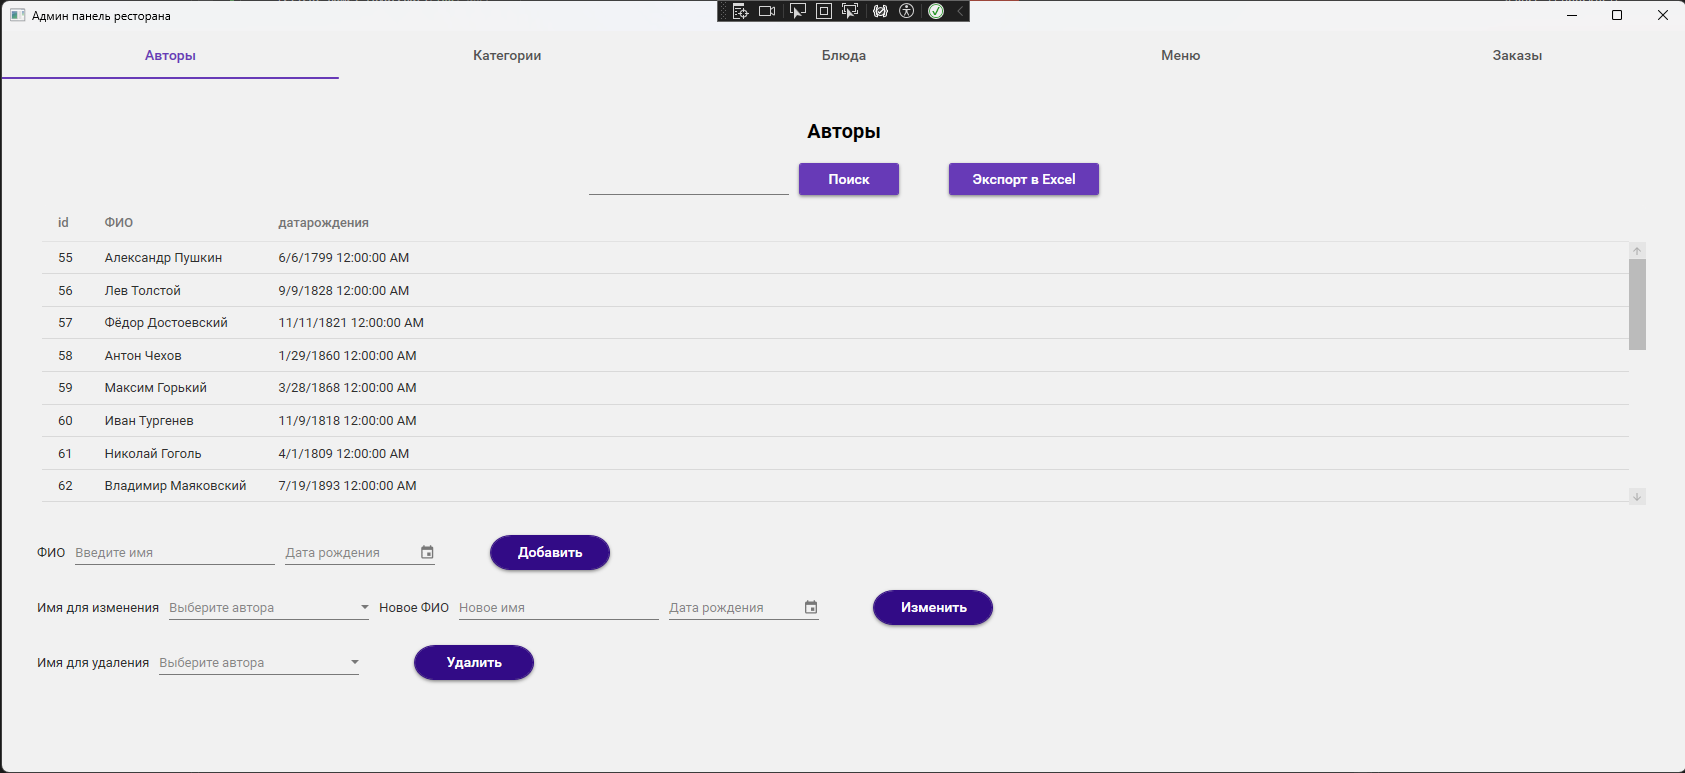 Админ панель ресторана
Авторы Категории Блюда Меню Заказы
Авторы
Поиск Экспорт в Excel
id ФИО датарождения
55 Александр Пушкин 6/6/1799 12:00:00 AM
56 Лев Толстой 9/9/1828 12:00:00 AM
57 Фёдор Достоевский 11/11/1821 12:00:00 AM
58 Антон Чехов 1/29/1860 12:00:00 AM
59 Максим Горький 3/28/1868 12:00:00 AM
60 Иван Тургенев 11/9/1818 12:00:00 AM
61 Николай Гоголь 4/1/1809 12:00:00 AM
62 Владимир Маяковский 7/19/1893 12:00:00 AM
ФИО Введите имя Дата рождения Добавить
Имя для изменения Выберите автора Новое ФИО Новое имя Дата рождения Изменить
Имя для удаления Выберите автора Удалить